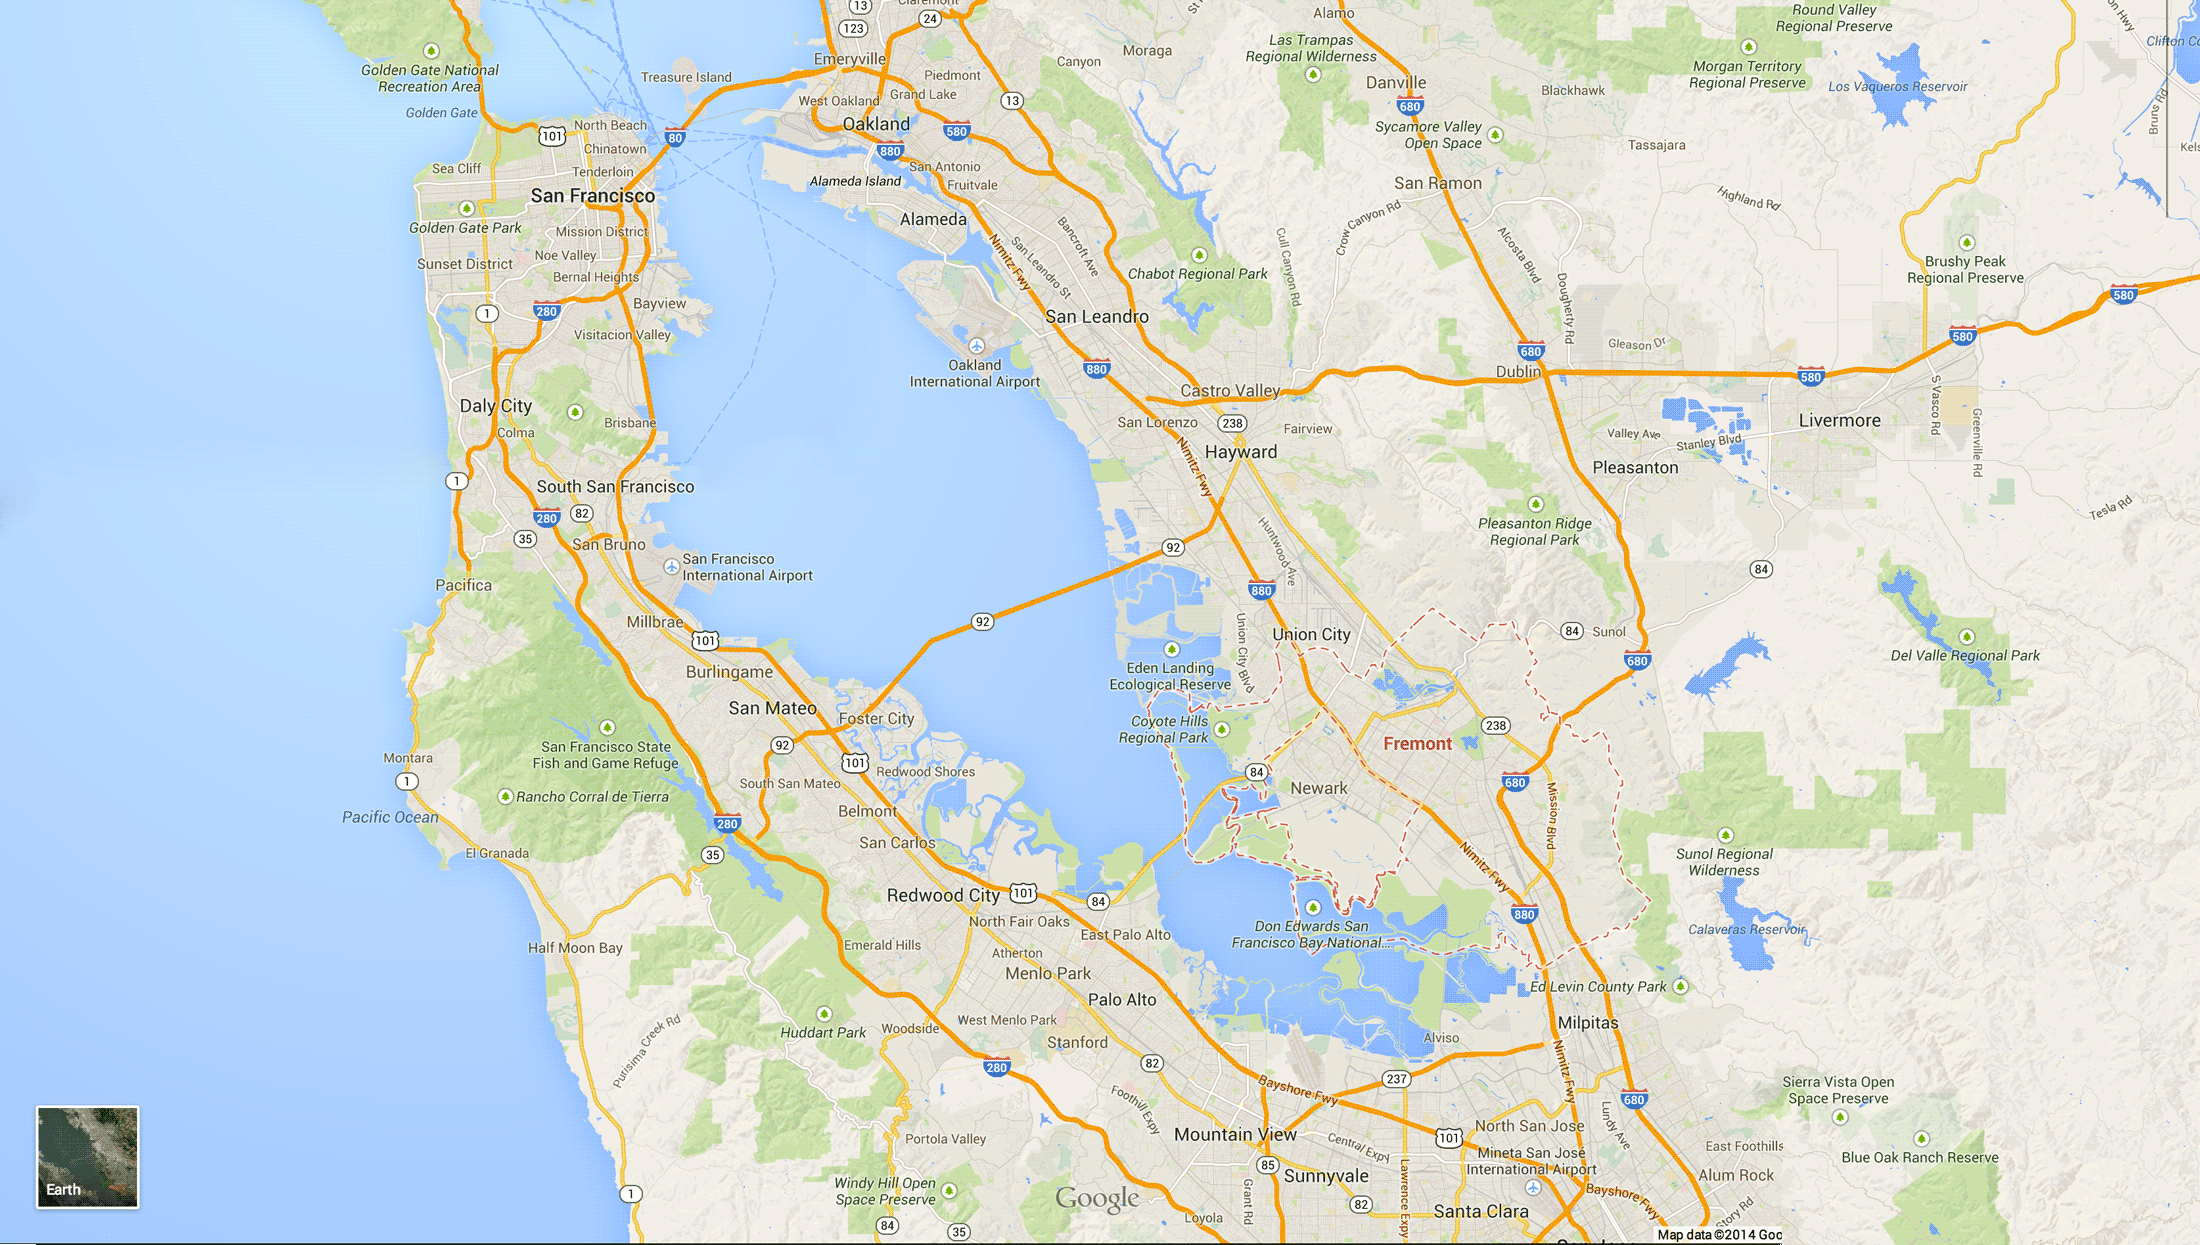 13
Claremont
24
123
Alamo
Round Valley
Regional Preserve
Golden Gate National
Recreation Area
Golden Gate
Treasure Island
Emeryville
Piedmont
Grand Lake
West Oakland
Oakland
Moraga
Canyon
13
Las Trampas
Regional Wilderness
Danville
680
Sycamore Valley
Open Space
Blackhawk
Morgan Territory
Regional Preserve
Los Vaqueros Reservoir
Bruns Rd
101
North Beach
Chinatown
80
Sea Cliff
Tenderloin
San Francisco
Golden Gate Park
Mission District
Noe Valley
Sunset District
Bernal Heights
Bayview
280
1
Visitacion Valley
580
880
San Antonio
Fruitvale
Alameda Island
Alameda
Nimitz Fwy
San Leandro St
Bancroft Ave
Chabot Regional Park
San Leandro
Oakland
International Airport
880
Cull Canyon Rd
Crow Canyon Rd
San Ramon
Tassajara
Highland Rd
Alcosta Blvd
Dougherty Rd
Brushy Peak
Regional Preserve
580
580
Gleason Dr
680
Dublin
580
Livermore
S Vasco Rd
Greenville Rd
Valley Ave
Stanley Blvd
Pleasanton
Tesla Rd
Castro Valley
San Lorenzo
238
Fairview
Hayward
Nimitz Fwy
Daly City
Colma
Brisbane
1
South San Francisco
280
82
35
San Bruno
San Francisco
International Airport
Pacifica
Millbrae
101
Burlingame
San Mateo
Foster City
92
92
92
Huntwood Ave
880
Pleasanton Ridge
Regional Park
84
84
Sunol
680
Del Valle Regional Park
Union City
Union City Blvd
Eden Landing
Ecological Reserve
Coyote Hills
Regional Park
84
Newark
Fremont
238
680
Mission Blvd
Nimitz Fwy
San Francisco State
Fish and Game Refuge
Montara
1
Rancho Corral de Tierra
Pacific Ocean
South San Mateo
101
Redwood Shores
Belmont
San Carlos
280
35
El Granada
Redwood City
101
84
North Fair Oaks
East Palo Alto
Half Moon Bay
Emerald Hills
Atherton
Menlo Park
Palo Alto
Don Edwards San
Francisco Bay National...
880
Sunol Regional
Wilderness
Calaveras Reservoir
Ed Levin County Park
Milpitas
Alviso
Huddart Park
Woodside
West Menlo Park
Stanford
Purisima Creek Rd
280
82
Bayshore Fwy
237
Nimitz Fwy
680
Lundy Ave
Sierra Vista Open
Space Preserve
Foothill Expy
Portola Valley
Mountain View
Central Expy
101
North San Jose
Mineta San José
International Airport
East Foothills
Blue Oak Ranch Reserve
Alum Rock
Earth
1
Windy Hill Open
Space Preserve
84
35
Google
Loyola
Grant Rd
85
Sunnyvale
82
Lawrence Expy
Santa Clara
Bayshore Fwy
Story Rd
Map data ©2014 Goo